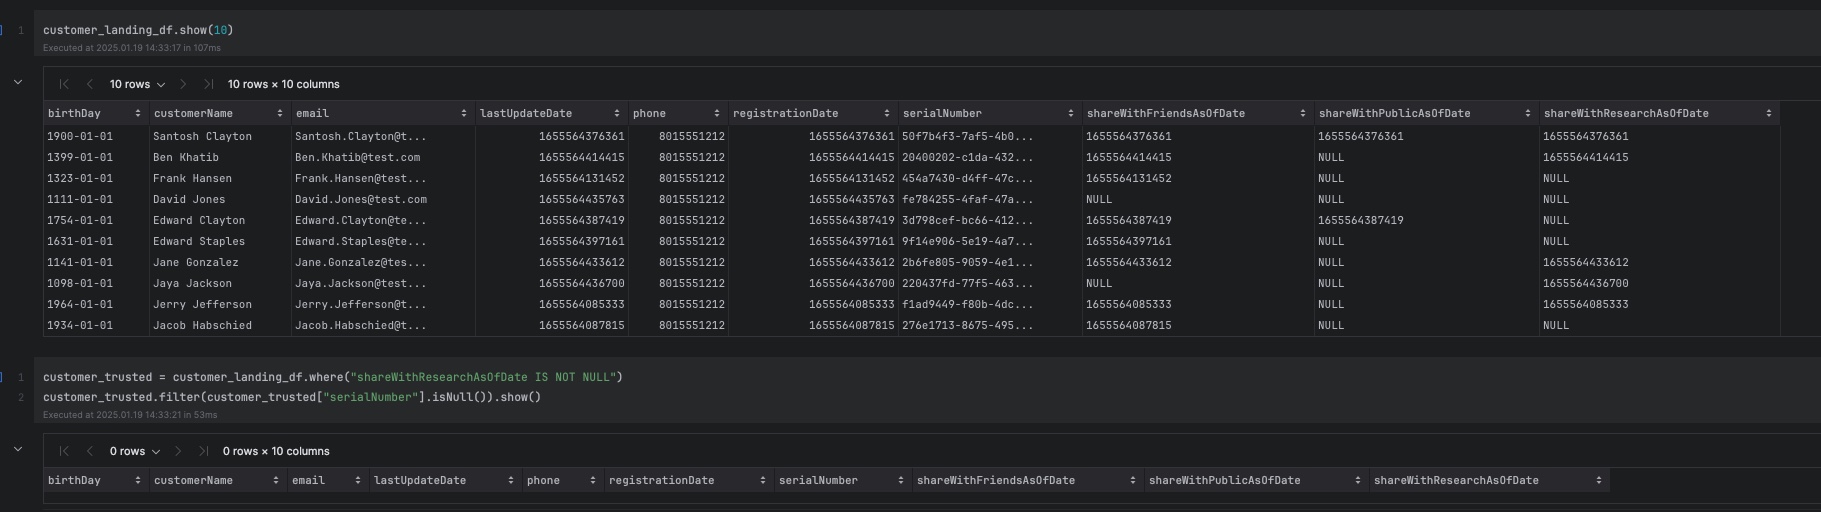 1 customer_landing_df.show(10)
Executed at 2025.01.19 14:33:17 in 107ms
10 rows 10 rows × 10 columns
birthDay customerName email lastUpdateDate phone registrationDate serialNumber shareWithFriendsAsOfDate shareWithPublicAsOfDate shareWithResearchAsOfDate
1900-01-01 Santosh Clayton Santosh.Clayton@t... 1655564376361 8015551212 1655564376361 50f7b4f3-7af5-4b0... 1655564376361 1655564376361 1655564376361
1399-01-01 Ben Khatib Ben.Khatib@test.com 1655564414415 8015551212 1655564414415 20400202-c1da-432... 1655564414415 NULL 1655564414415
1323-01-01 Frank Hansen Frank.Hansen@test... 1655564131452 8015551212 1655564131452 454a7430-d4ff-47c... 1655564131452 NULL NULL
1111-01-01 David Jones David.Jones@test.com 1655564435763 8015551212 1655564435763 fe784255-4faf-47a... NULL NULL NULL
1754-01-01 Edward Clayton Edward.Clayton@te... 1655564387419 8015551212 1655564387419 3d798cef-bc66-412... 1655564387419 1655564387419 NULL
1631-01-01 Edward Staples Edward.Staples@te... 1655564397161 8015551212 1655564397161 9f14e906-5e19-4a7... 1655564397161 NULL NULL
1141-01-01 Jane Gonzalez Jane.Gonzalez@tes... 1655564433612 8015551212 1655564433612 2b6fe805-9059-4e1... 1655564433612 NULL 1655564433612
1098-01-01 Jaya Jackson Jaya.Jackson@test... 1655564436700 8015551212 1655564436700 220437fd-77f5-463... NULL NULL 1655564436700
1964-01-01 Jerry Jefferson Jerry.Jefferson@t... 1655564085333 8015551212 1655564085333 f1ad9449-f80b-4dc... 1655564085333 NULL 1655564085333
1934-01-01 Jacob Habschied Jacob.Habschied@t... 1655564087815 8015551212 1655564087815 276e1713-8675-495... 1655564087815 NULL NULL
1 customer_trusted = customer_landing_df.where("shareWithResearchAsOfDate IS NOT NULL")
2 customer_trusted.filter(customer_trusted["serialNumber"].isNull()).show()
Executed at 2025.01.19 14:33:21 in 53ms
0 rows 0 rows × 10 columns
birthDay customerName email lastUpdateDate phone registrationDate serialNumber shareWithFriendsAsOfDate shareWithPublicAsOfDate shareWithResearchAsOfDate